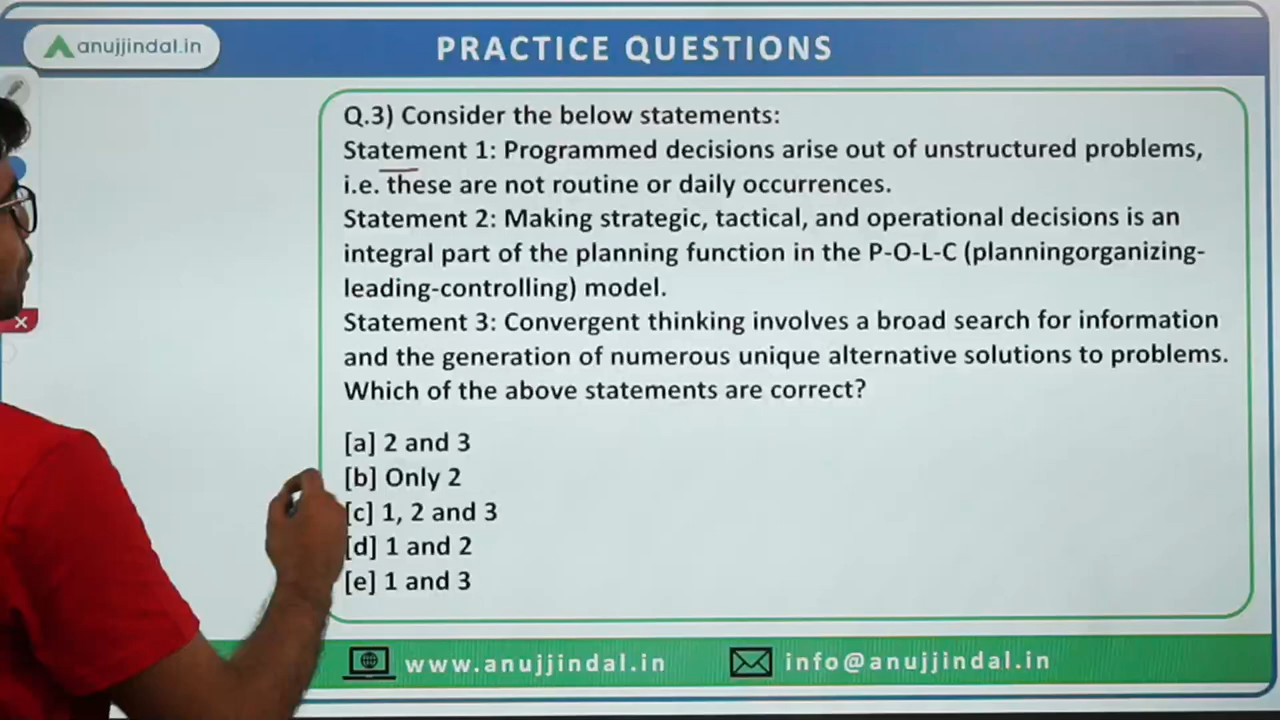 anujjindal.in
PRACTICE QUESTIONS
Q.3) Consider the below statements:
Statement 1: Programmed decisions arise out of unstructured problems,
i.e. these are not routine or daily occurrences.
Statement 2: Making strategic, tactical, and operational decisions is an
integral part of the planning function in the P-O-L-C (planningorganizing-
leading-controlling) model.
Statement 3: Convergent thinking involves a broad search for information
and the generation of numerous unique alternative solutions to problems.
Which of the above statements are correct?
[a] 2 and 3
[b] Only 2
[c] 1, 2 and 3
[d] 1 and 2
[e] 1 and 3
www.anujjindal.in
info@anujjindal.in